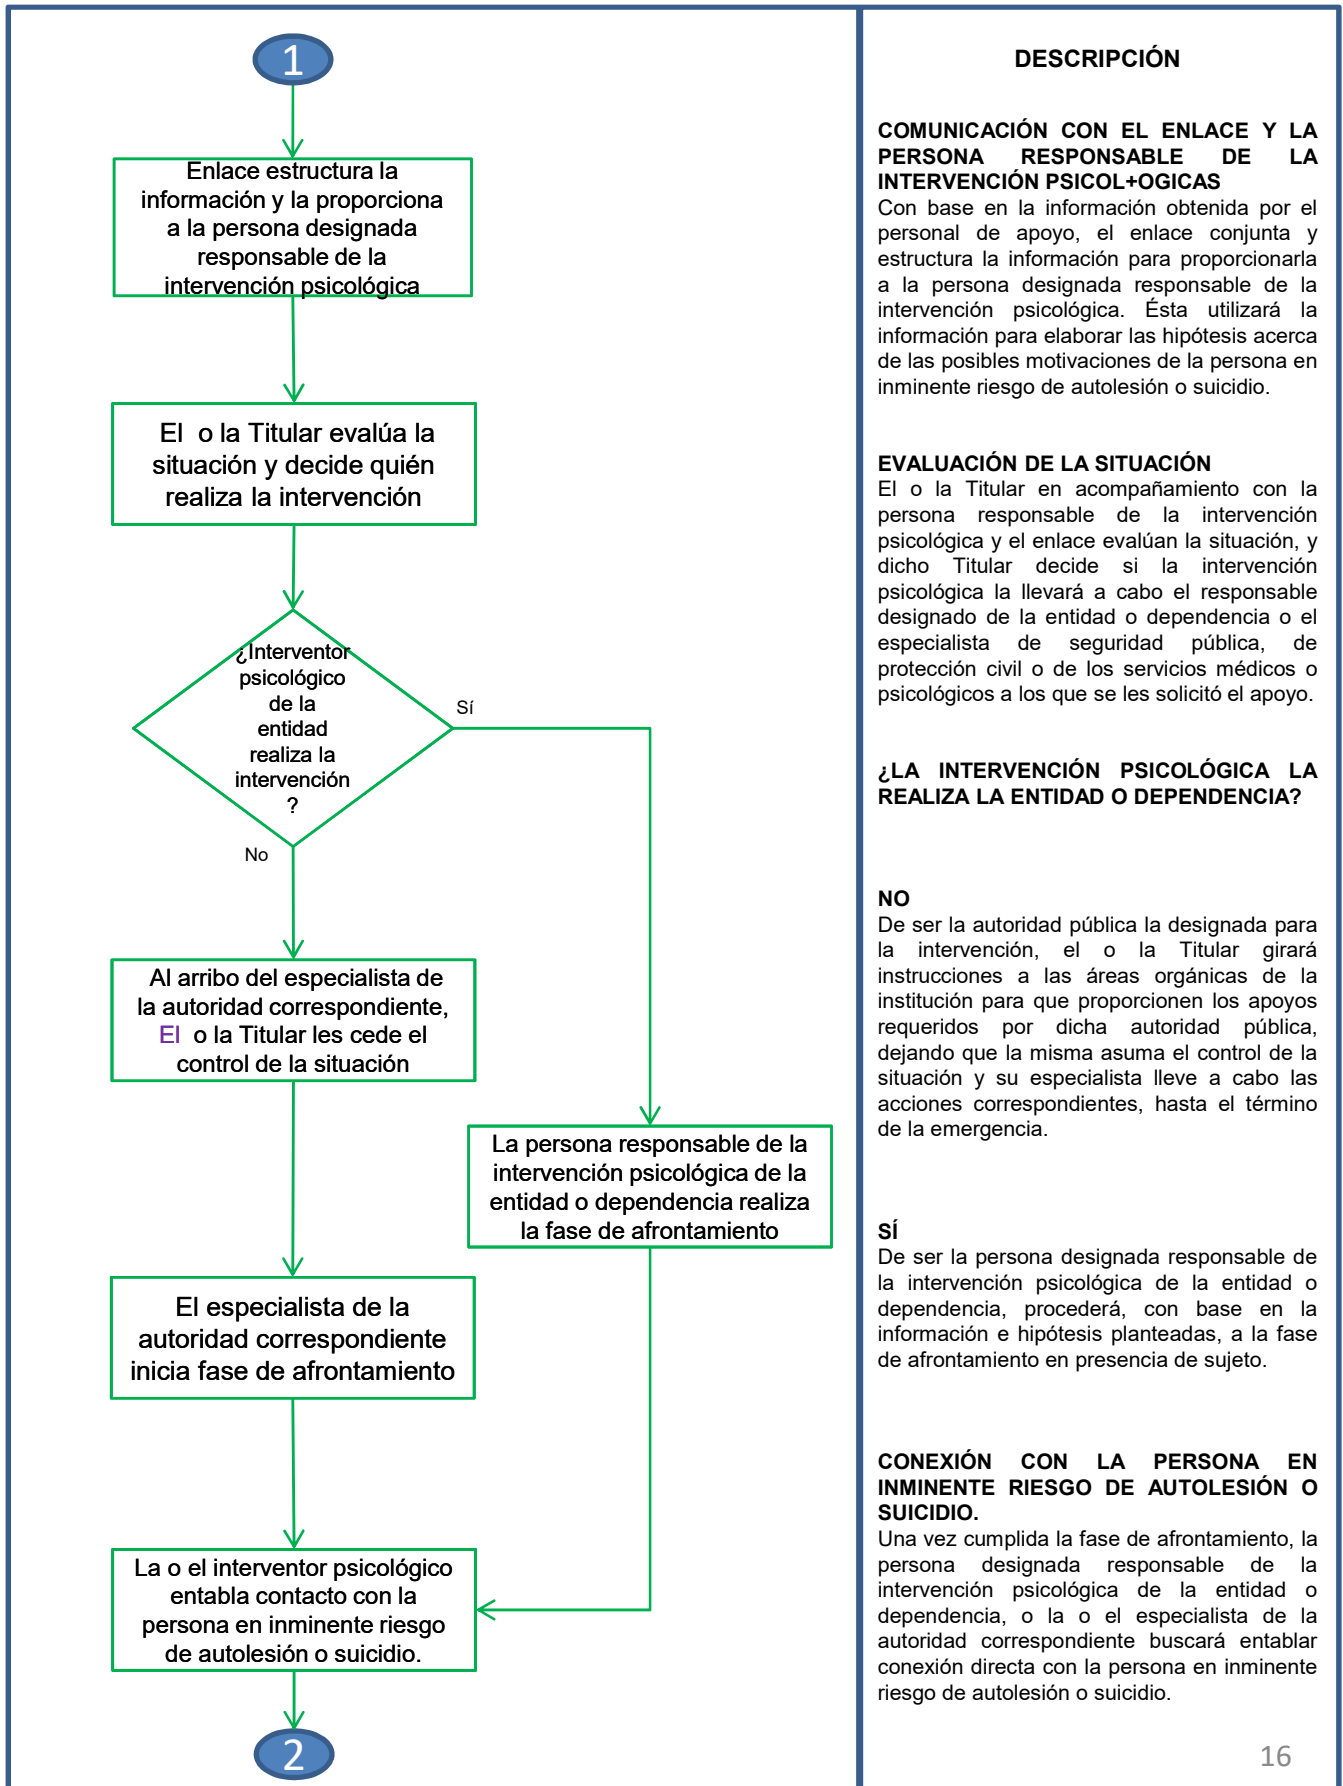 1
Enlace estructura la
información y la proporciona
a la persona designada
responsable de la
intervención psicológica
El o la Titular evalúa la
situación y decide quién
realiza la intervención
¿Interventor
psicológico
de la
entidad
realiza la
intervención
?
Sí
No
Al arribo del especialista de
la autoridad correspondiente,
El o la Titular les cede el
control de la situación
La persona responsable de la
intervención psicológica de la
entidad o dependencia realiza
la fase de afrontamiento
El especialista de la
autoridad correspondiente
inicia fase de afrontamiento
La o el interventor psicológico
entabla contacto con la
persona en inminente riesgo
de autolesión o suicidio.
2
DESCRIPCIÓN
COMUNICACIÓN CON EL ENLACE Y LA
PERSONA RESPONSABLE DE LA
INTERVENCIÓN PSICOL+OGICAS
Con base en la información obtenida por el
personal de apoyo, el enlace conjunta y
estructura la información para proporcionarla
a la persona designada responsable de la
intervención psicológica. Ésta utilizará la
información para elaborar las hipótesis acerca
de las posibles motivaciones de la persona en
inminente riesgo de autolesión o suicidio.
EVALUACIÓN DE LA SITUACIÓN
El o la Titular en acompañamiento con la
persona responsable de la intervención
psicológica y el enlace evalúan la situación, y
dicho Titular decide si la intervención
psicológica la llevará a cabo el responsable
designado de la entidad o dependencia o el
especialista de seguridad pública, de
protección civil o de los servicios médicos o
psicológicos a los que se les solicitó el apoyo.
¿LA INTERVENCIÓN PSICOLÓGICA LA
REALIZA LA ENTIDAD O DEPENDENCIA?
NO
De ser la autoridad pública la designada para
la intervención, el o la Titular girará
instrucciones a las áreas orgánicas de la
institución para que proporcionen los apoyos
requeridos por dicha autoridad pública,
dejando que la misma asuma el control de la
situación y su especialista lleve a cabo las
acciones correspondientes, hasta el término
de la emergencia.
SÍ
De ser la persona designada responsable de
la intervención psicológica de la entidad o
dependencia, procederá, con base en la
información e hipótesis planteadas, a la fase
de afrontamiento en presencia de sujeto.
CONEXIÓN CON LA PERSONA EN
INMINENTE RIESGO DE AUTOLESIÓN O
SUICIDIO.
Una vez cumplida la fase de afrontamiento, la
persona designada responsable de la
intervención psicológica de la entidad o
dependencia, o la o el especialista de la
autoridad correspondiente buscará entablar
conexión directa con la persona en inminente
riesgo de autolesión o suicidio.
16